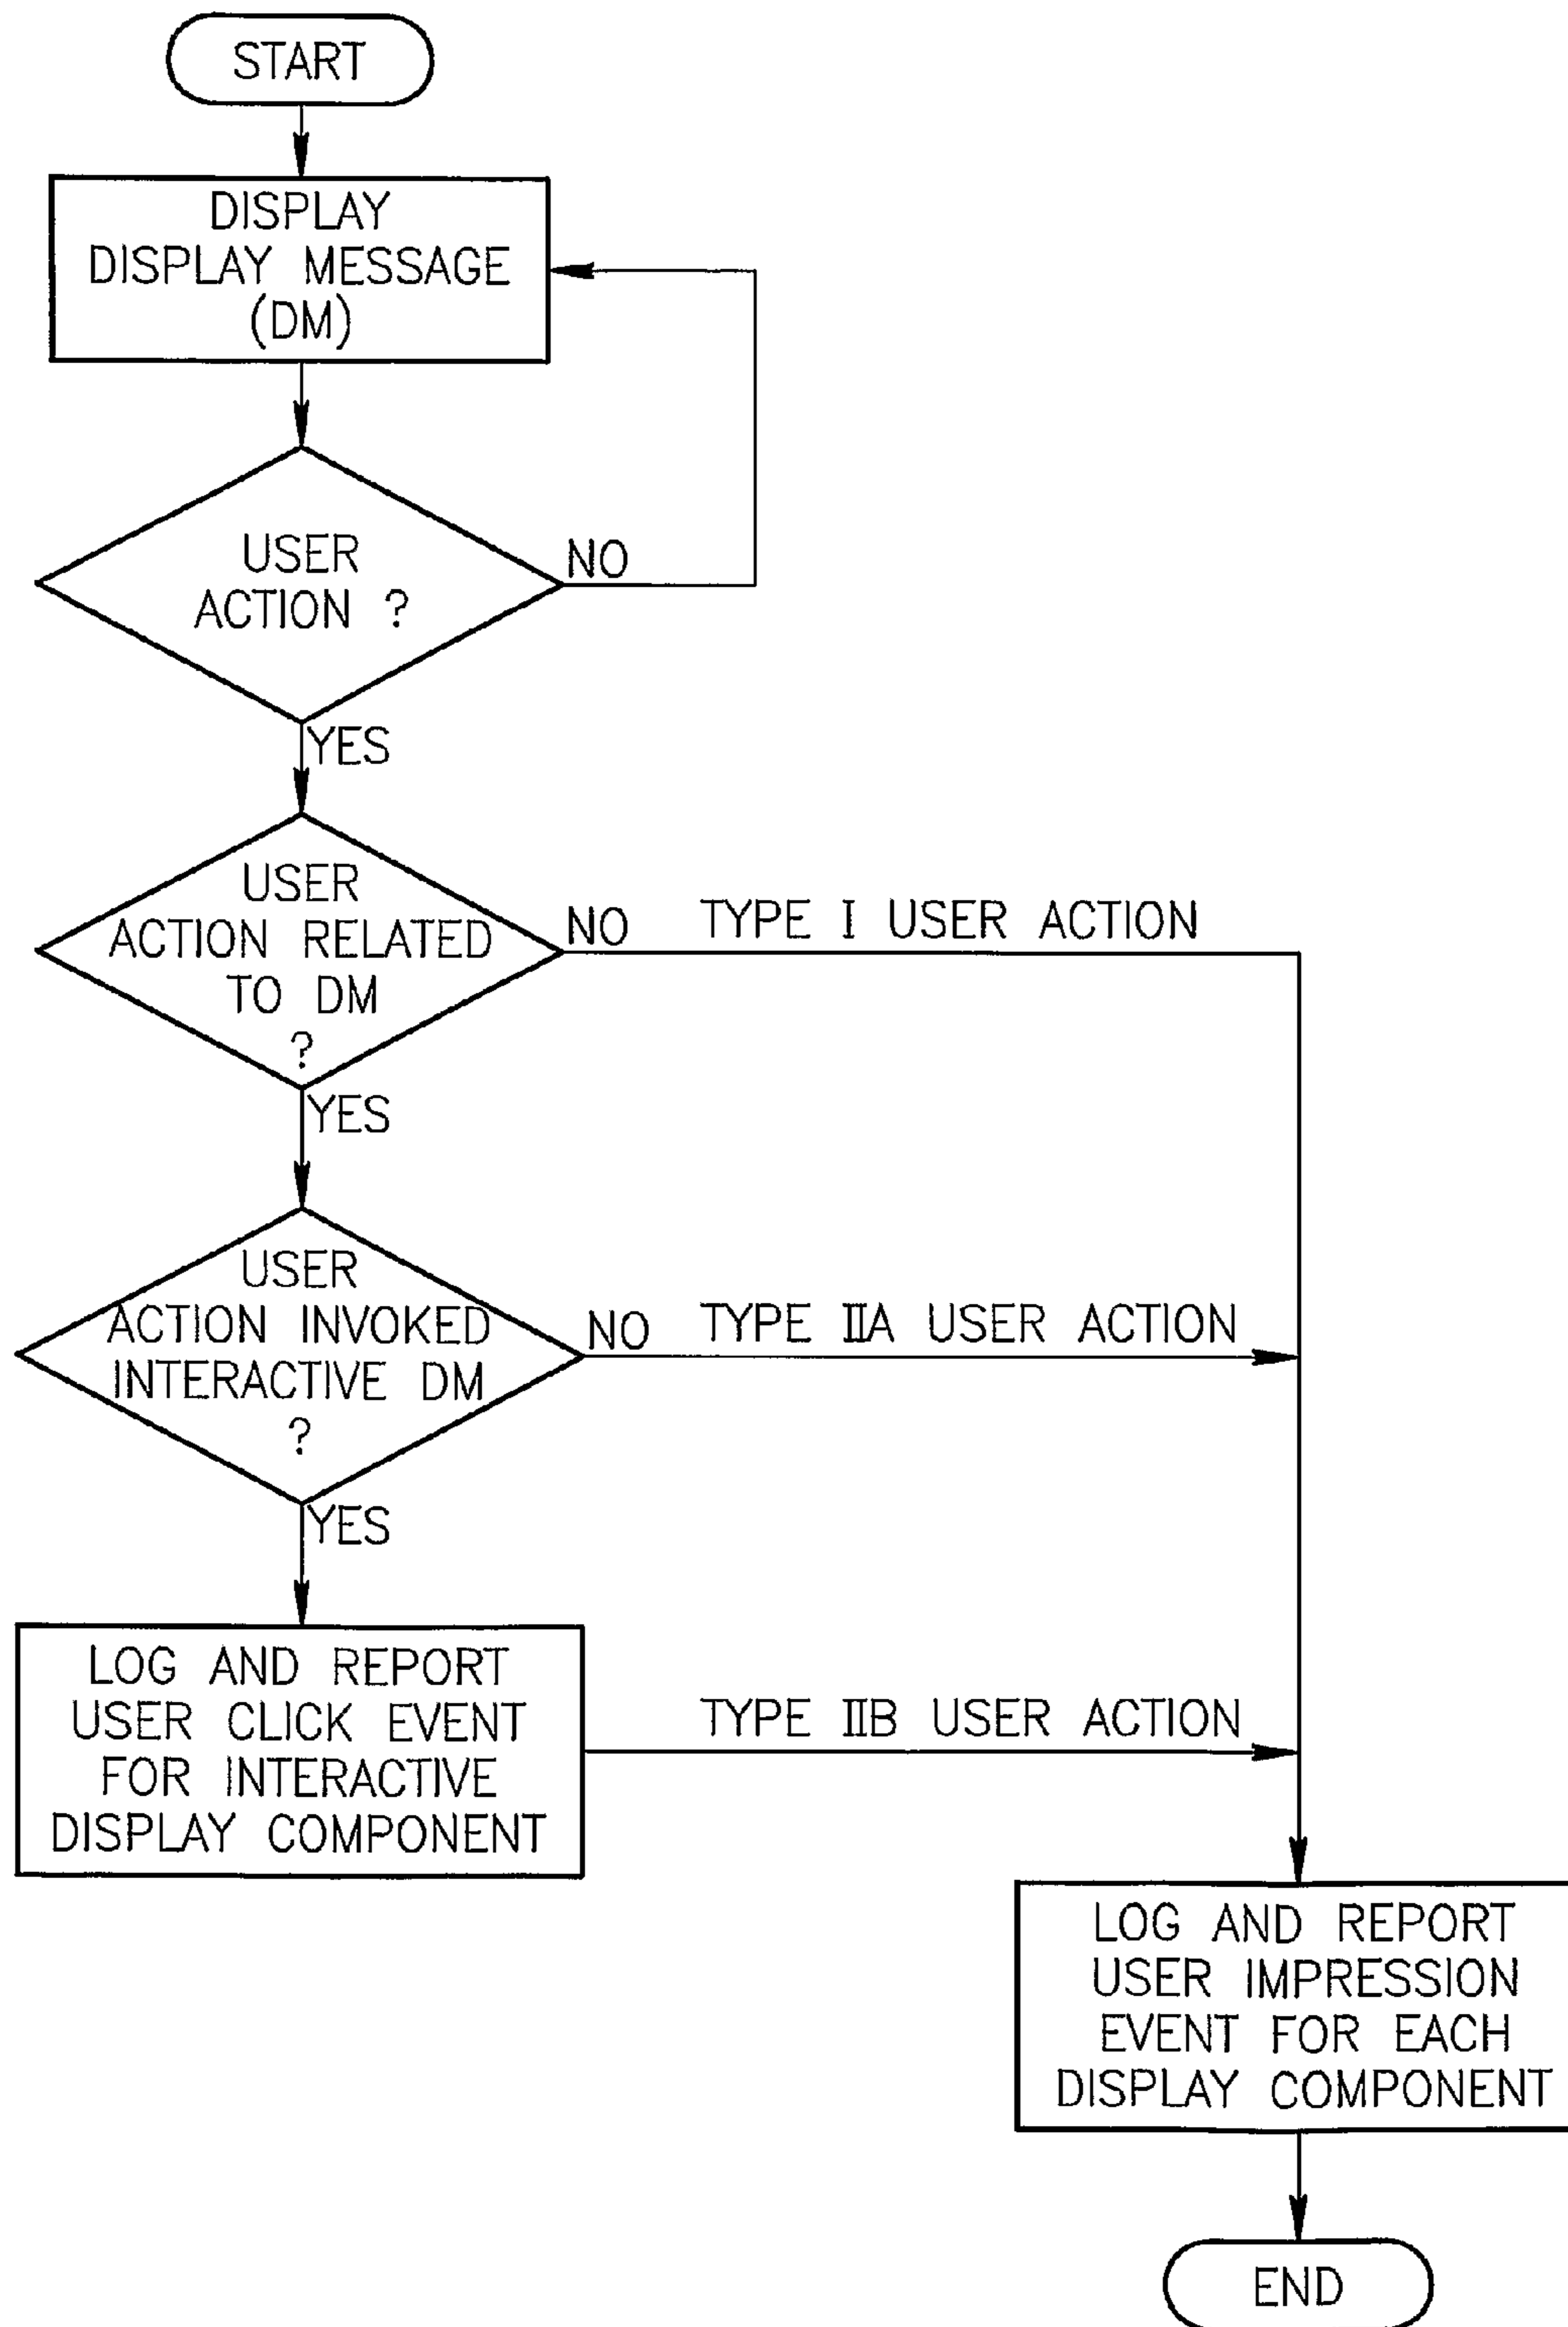 START
DISPLAY
DISPLAY MESSAGE
(DM)
USER
ACTION ?
NO
YES
USER
ACTION RELATED
TO DM
?
NO
TYPE I USER ACTION
YES
USER
ACTION INVOKED
INTERACTIVE DM
?
NO
TYPE IIA USER ACTION
YES
LOG AND REPORT
USER CLICK EVENT
FOR INTERACTIVE
DISPLAY COMPONENT
TYPE IIB USER ACTION
LOG AND REPORT
USER IMPRESSION
EVENT FOR EACH
DISPLAY COMPONENT
END